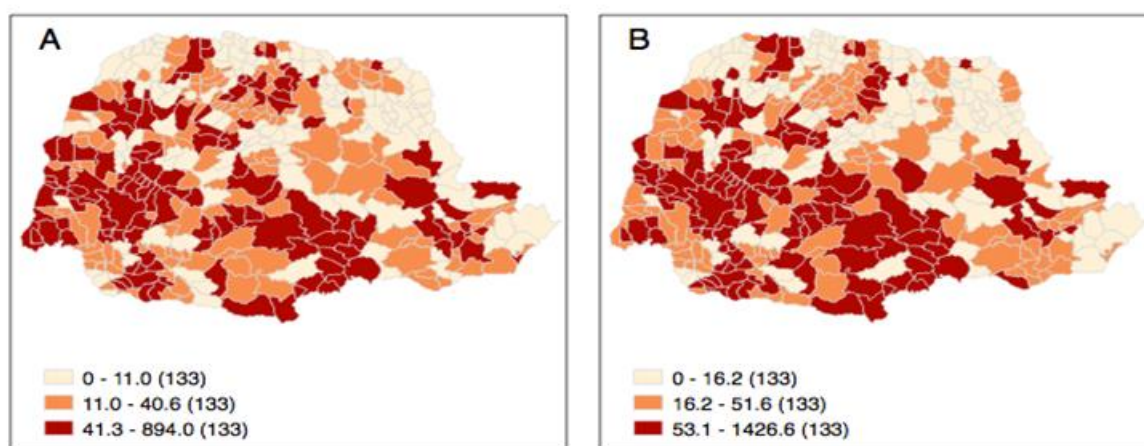 A
0 - 11.0 (133)
11.0 - 40.6 (133)
41.3 - 894.0 (133)
B
0 - 16.2 (133)
16.2 - 51.6 (133)
53.1 - 1426.6 (133)